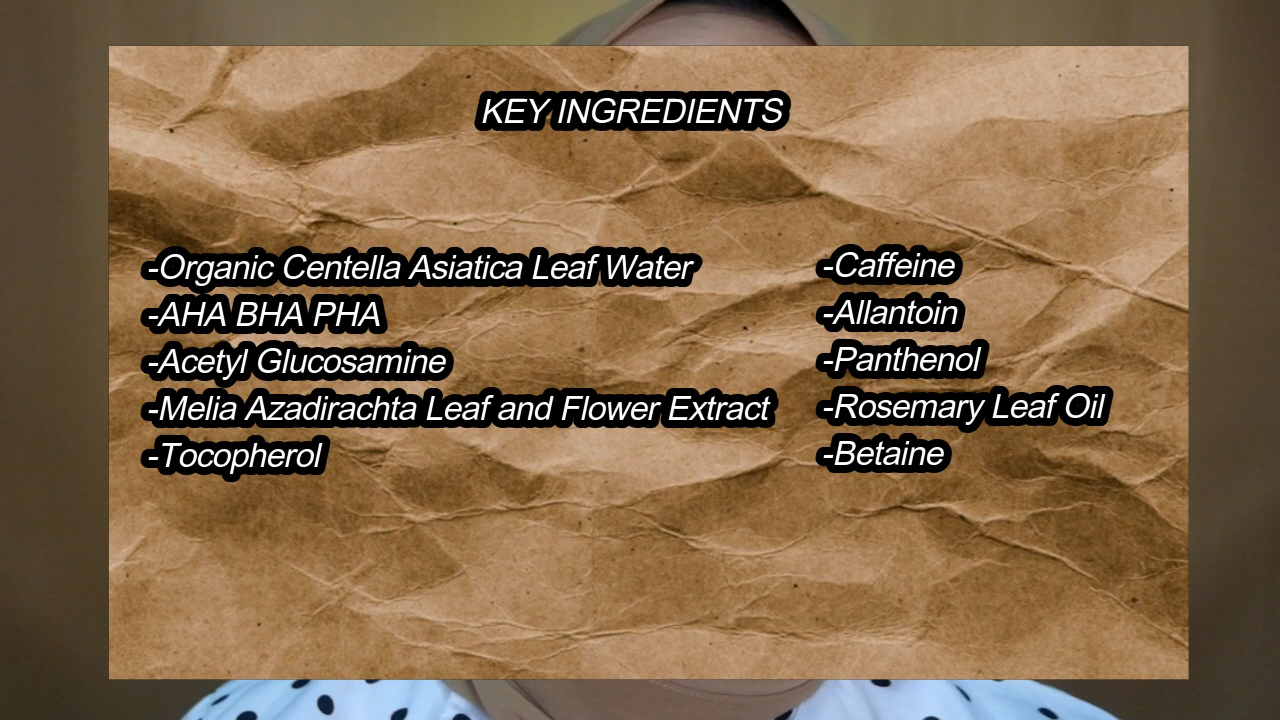 KEY INGREDIENTS
-Organic Centella Asiatica Leaf Water
-AHA BHA PHA
-Acetyl Glucosamine
-Melia Azadirachta Leaf and Flower Extract
-Tocopherol
-Caffeine
-Allantoin
-Panthenol
-Rosemary Leaf Oil
-Betaine